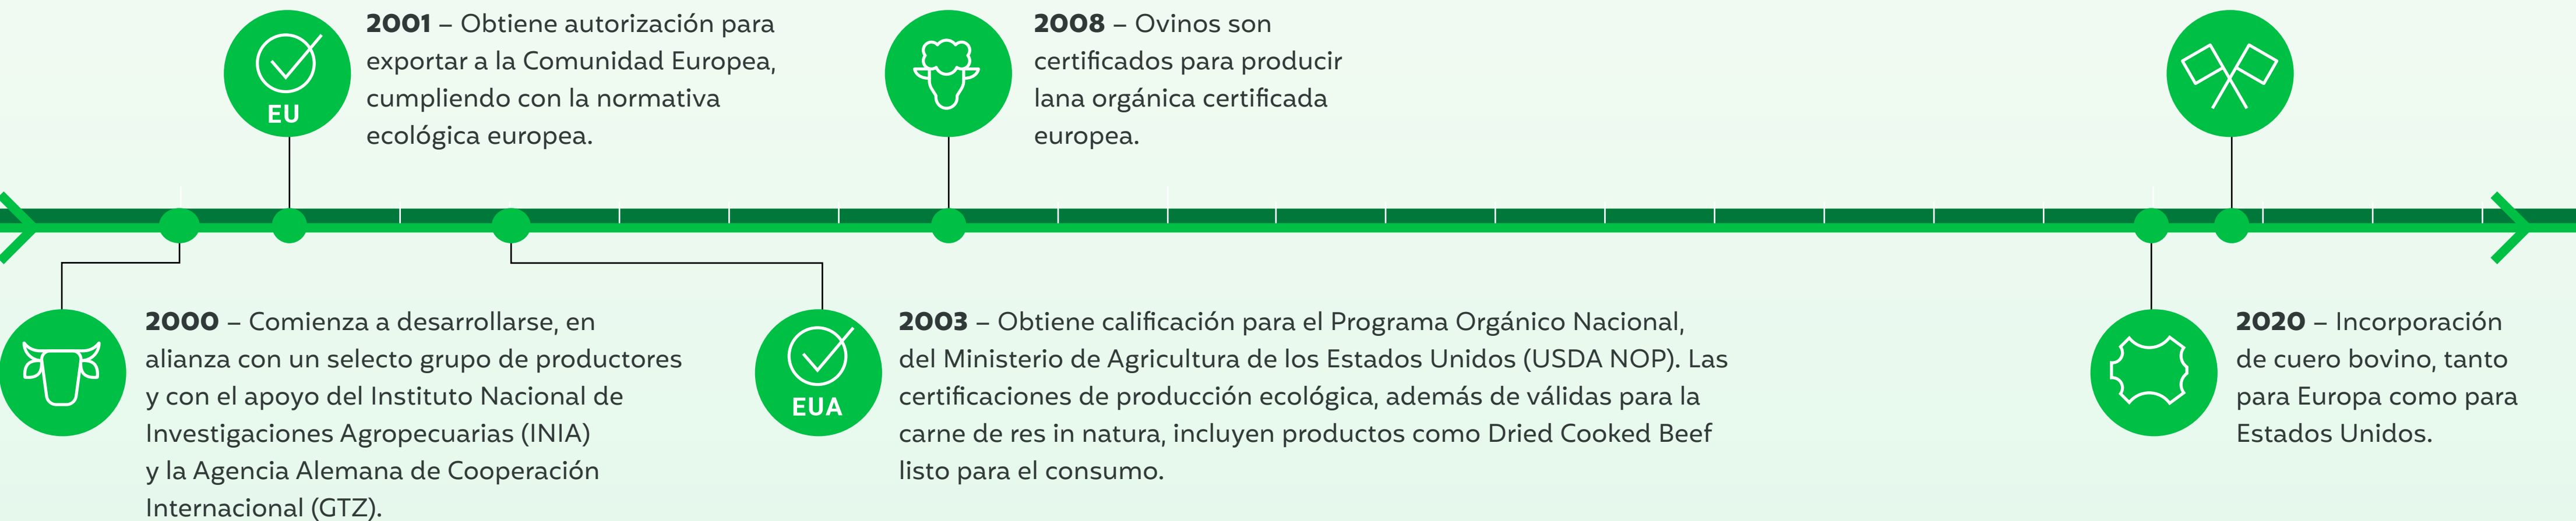 2001 – Obtiene autorización para
exportar a la Comunidad Europea,
cumpliendo con la normativa
ecológica europea.
EU
2008 – Ovinos son
certificados para producir
lana orgánica certificada
europea.
2000 – Comienza a desarrollarse, en
alianza con un selecto grupo de productores
y con el apoyo del Instituto Nacional de
Investigaciones Agropecuarias (INIA)
y la Agencia Alemana de Cooperación
Internacional (GTZ).
EUA
2003 – Obtiene calificación para el Programa Orgánico Nacional,
del Ministerio de Agricultura de los Estados Unidos (USDA NOP). Las
certificaciones de producción ecológica, además de válidas para la
carne de res in natura, incluyen productos como Dried Cooked Beef
listo para el consumo.
2020 – Incorporación
de cuero bovino, tanto
para Europa como para
Estados Unidos.